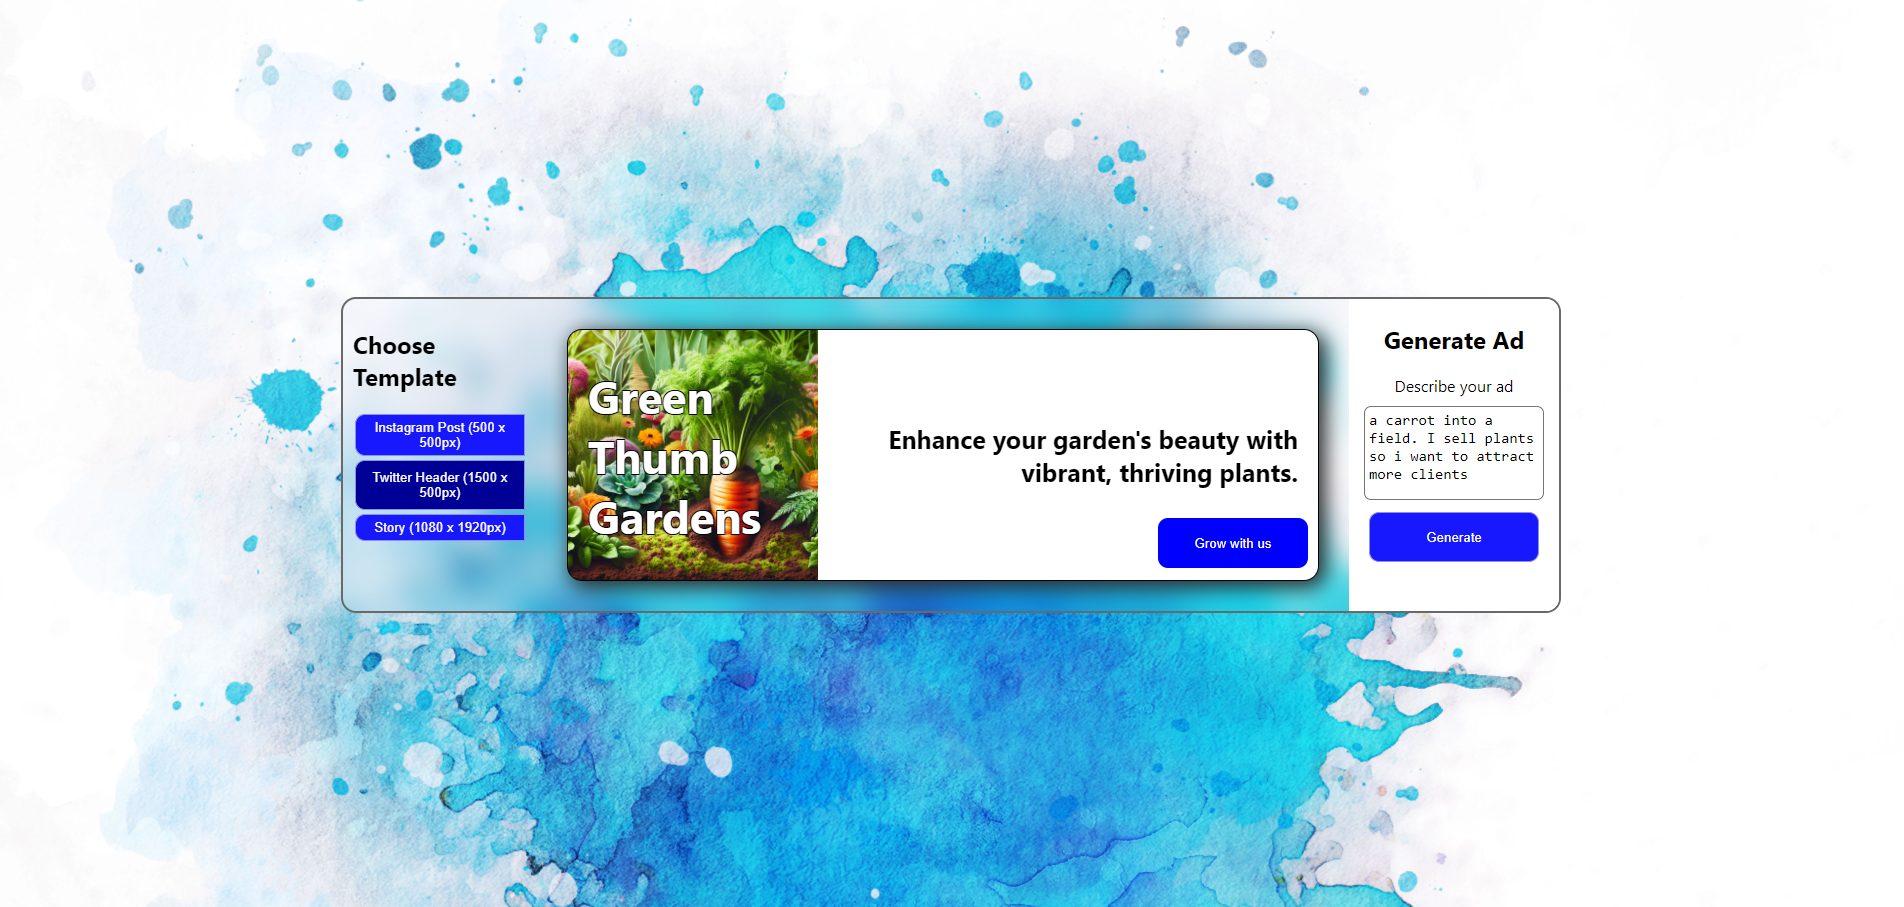 Choose
Template
Instagram Post (500 x
500px)
Twitter Header (1500 x
500px)
Story (1080 x 1920px)
Green
Thumb
Gardens
Enhance your garden's beauty with
vibrant, thriving plants.
Grow with us
Generate Ad
Describe your ad
a carrot into a
field. I sell plants
so i want to attract
more clients
Generate